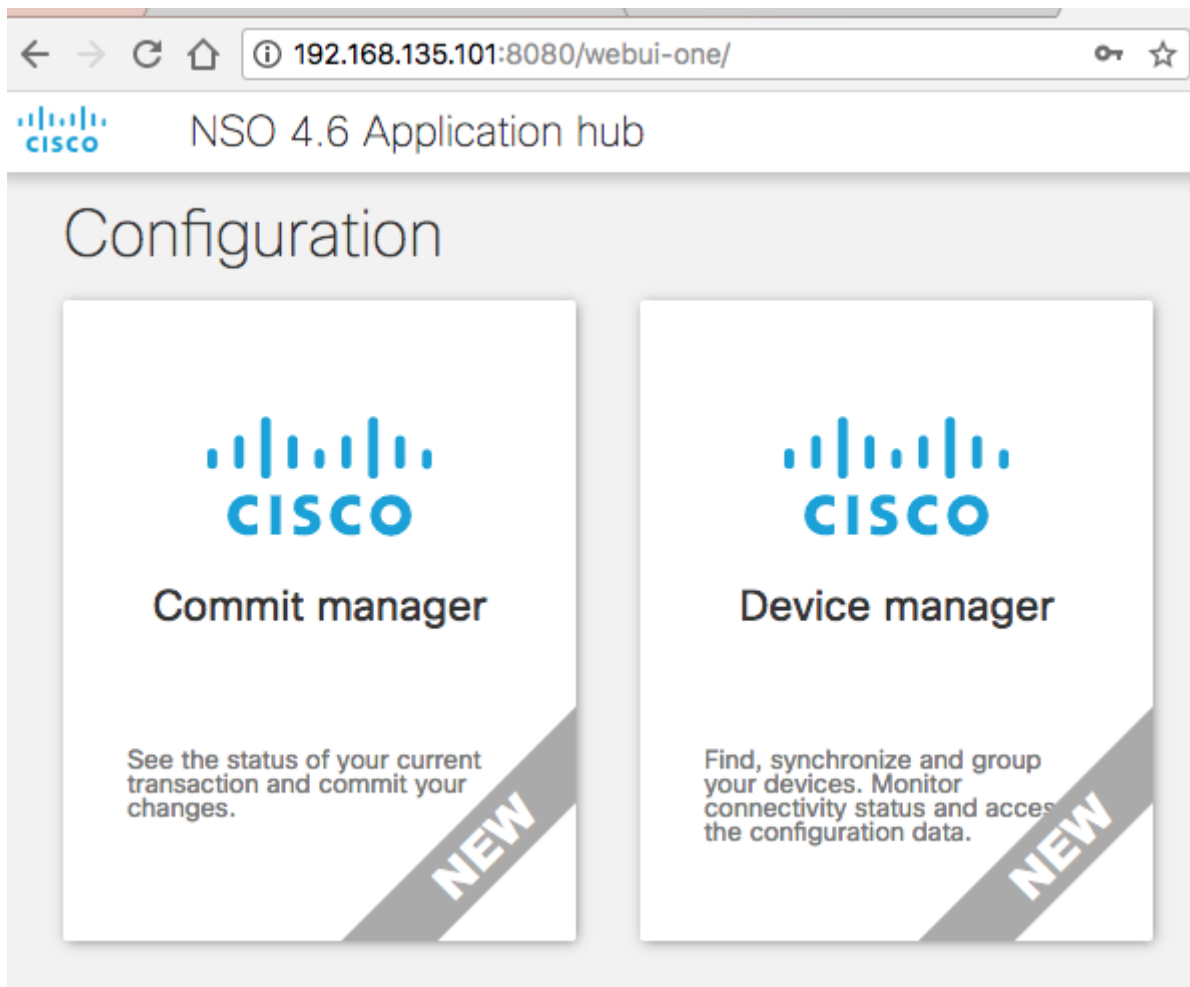 192.168.135.101:8080/webui-one/
CISCO
NSO 4.6 Application hub
Configuration
CISCO
Commit manager
See the status of your current
transaction and commit your
changes.
NEW
CISCO
Device manager
Find, synchronize and group
your devices. Monitor
connectivity status and acces
the configuration data.
NEW